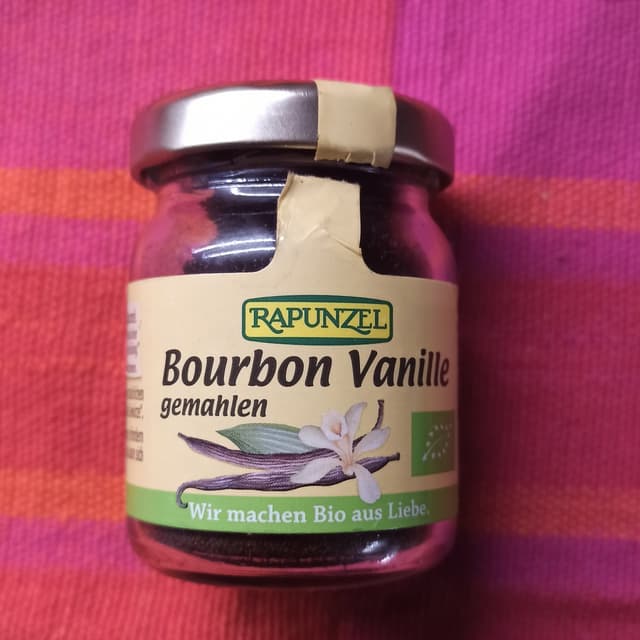 RAPUNZEL
Bourbon Vanille
gemahlen
Wir machen Bio aus Liebe.